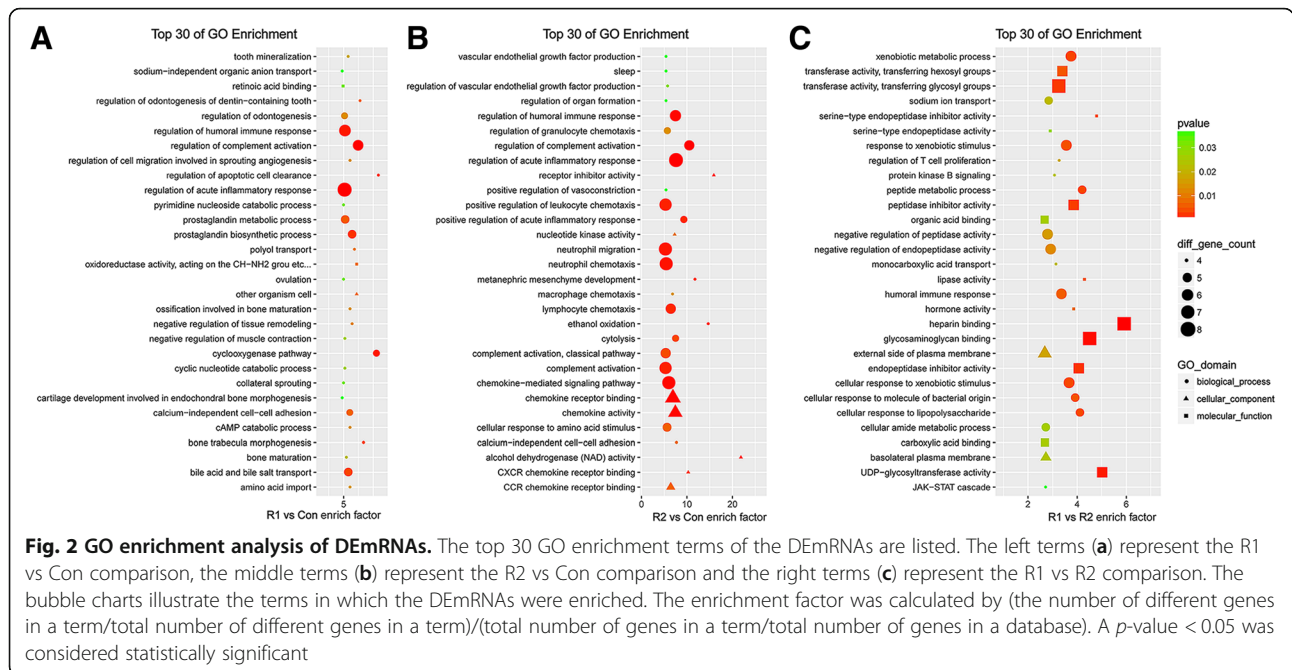 A
Top 30 of GO Enrichment
tooth mineralization
sodium−independent organic anion transport
retinoic acid binding
regulation of odontogenesis of dentin−containing tooth
regulation of odontogenesis
regulation of humoral immune response
regulation of complement activation
regulation of cell migration involved in sprouting angiogenesis
regulation of apoptotic cell clearance
regulation of acute inflammatory response
pyrimidine nucleoside catabolic process
prostaglandin metabolic process
prostaglandin biosynthetic process
polyol transport
oxidoreductase activity, acting on the CH−NH2 grou etc...
ovulation
other organism cell
ossification involved in bone maturation
negative regulation of tissue remodeling
negative regulation of muscle contraction
cyclooxygenase pathway
cyclic nucleotide catabolic process
collateral sprouting
cartilage development involved in endochondral bone morphogenesis
calcium−independent cell−cell adhesion
cAMP catabolic process
bone trabecula morphogenesis
bone maturation
bile acid and bile salt transport
amino acid import
5
R1 vs Con enrich factor
B
Top 30 of GO Enrichment
vascular endothelial growth factor production
sleep
regulation of vascular endothelial growth factor production
regulation of organ formation
regulation of humoral immune response
regulation of granulocyte chemotaxis
regulation of complement activation
regulation of acute inflammatory response
receptor inhibitor activity
positive regulation of vasoconstriction
positive regulation of leukocyte chemotaxis
positive regulation of acute inflammatory response
nucleotide kinase activity
neutrophil migration
neutrophil chemotaxis
metanephric mesenchyme development
macrophage chemotaxis
lymphocyte chemotaxis
ethanol oxidation
cytolysis
complement activation, classical pathway
complement activation
chemokine−mediated signaling pathway
chemokine receptor binding
chemokine activity
cellular response to amino acid stimulus
calcium−independent cell−cell adhesion
alcohol dehydrogenase (NAD) activity
CXCR chemokine receptor binding
CCR chemokine receptor binding
0 10 20
R2 vs Con enrich factor
C
Top 30 of GO Enrichment
xenobiotic metabolic process
transferase activity, transferring hexosyl groups
transferase activity, transferring glycosyl groups
sodium ion transport
serine−type endopeptidase inhibitor activity
serine−type endopeptidase activity
response to xenobiotic stimulus
regulation of T cell proliferation
protein kinase B signaling
peptide metabolic process
peptidase inhibitor activity
organic acid binding
negative regulation of peptidase activity
negative regulation of endopeptidase activity
monocarboxylic acid transport
lipase activity
humoral immune response
hormone activity
heparin binding
glycosaminoglycan binding
external side of plasma membrane
endopeptidase inhibitor activity
cellular response to xenobiotic stimulus
cellular response to molecule of bacterial origin
cellular response to lipopolysaccharide
cellular amide metabolic process
carboxylic acid binding
basolateral plasma membrane
UDP−glycosyltransferase activity
JAK−STAT cascade
2 4 6
R1 vs R2 enrich factor
pvalue
0.03
0.02
0.01
diff_gene_count
4
5
6
7
8
GO_domain
biological_process
cellular_component
molecular_function
Fig. 2 GO enrichment analysis of DEmRNAs. The top 30 GO enrichment terms of the DEmRNAs are listed. The left terms (a) represent the R1
vs Con comparison, the middle terms (b) represent the R2 vs Con comparison and the right terms (c) represent the R1 vs R2 comparison. The
bubble charts illustrate the terms in which the DEmRNAs were enriched. The enrichment factor was calculated by (the number of different genes
in a term/total number of different genes in a term)/(total number of genes in a term/total number of genes in a database). A p-value < 0.05 was
considered statistically significant